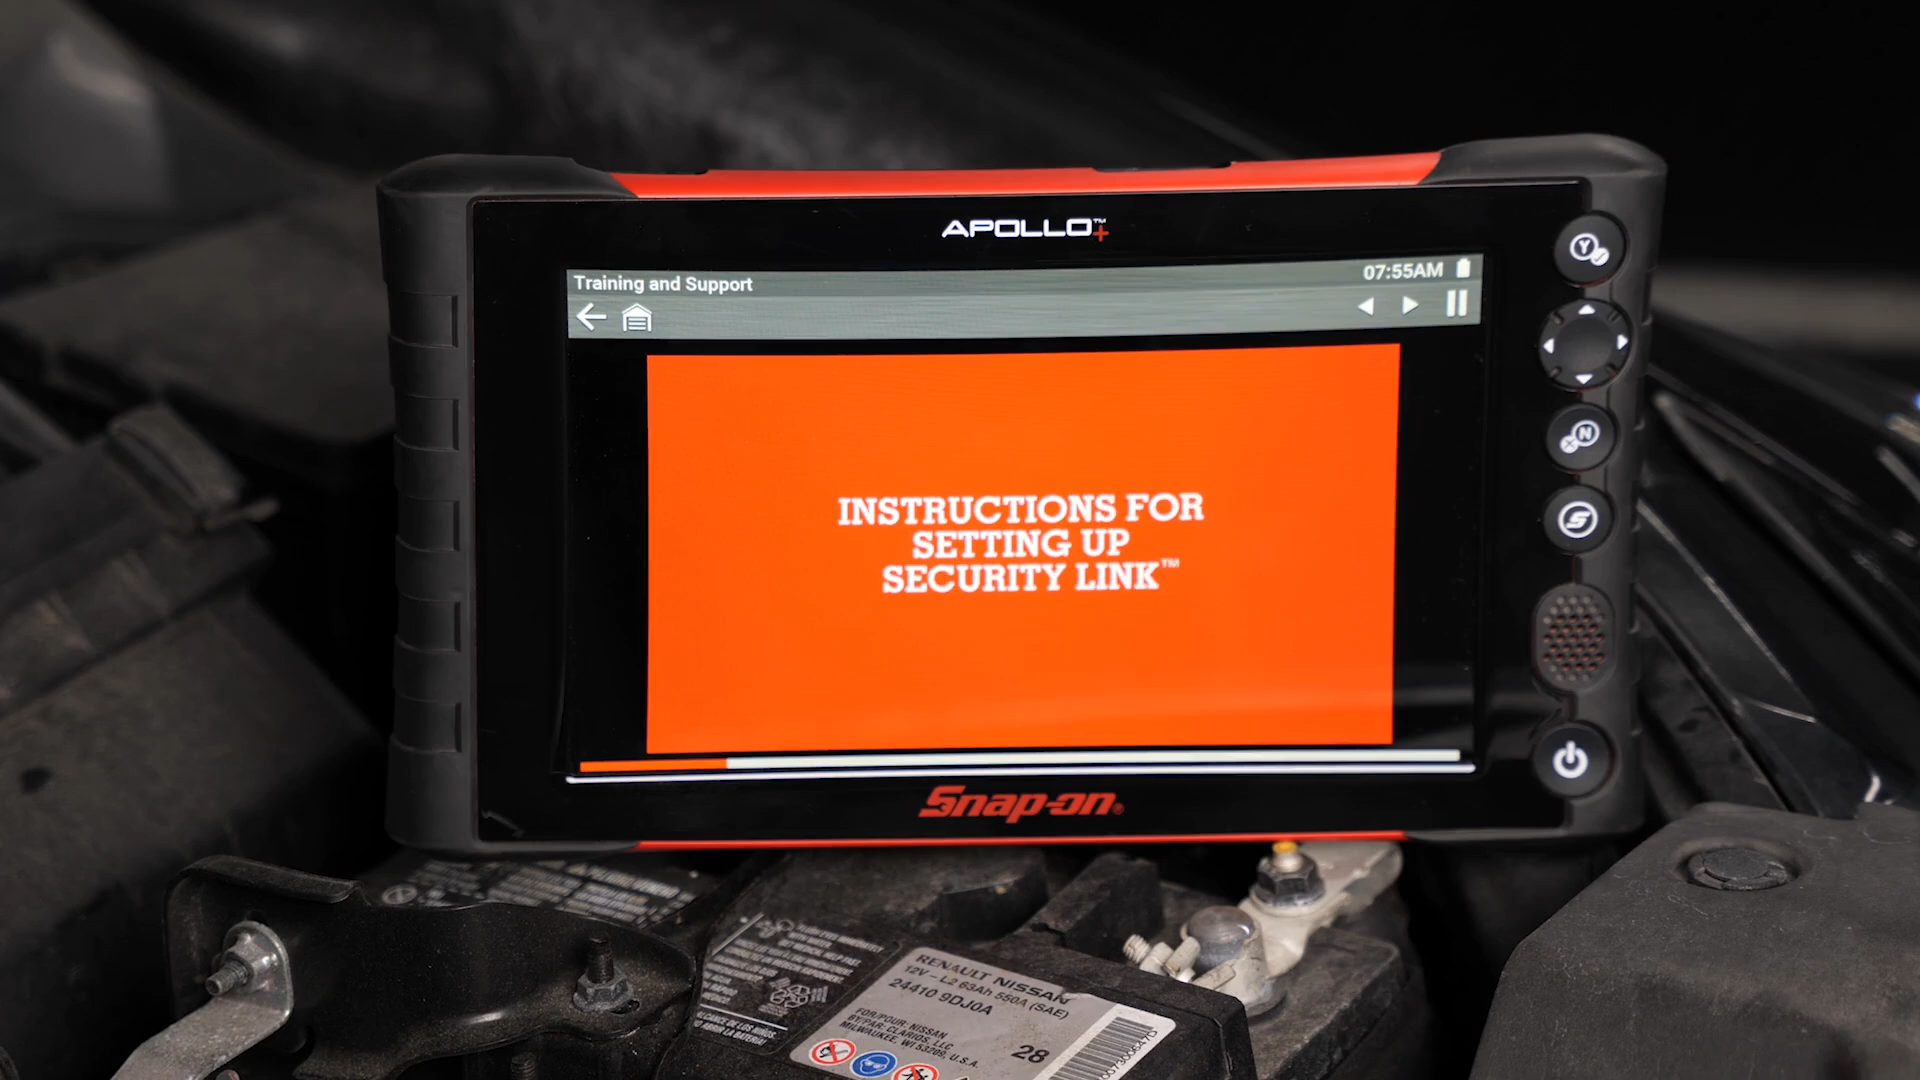 APOLLO+™
Training and Support
07:55AM
INSTRUCTIONS FOR
SETTING UP
SECURITY LINK™
Snap-on®
Y
N
S
RENAULT NISSAN
12V – L2 63Ah 550A (SAE)
24410 9DJ0A
FOR/POUR: NISSAN
BY/PAR: CLARIOS, LLC
MILWAUKEE, WI 53209, U.S.A.
28